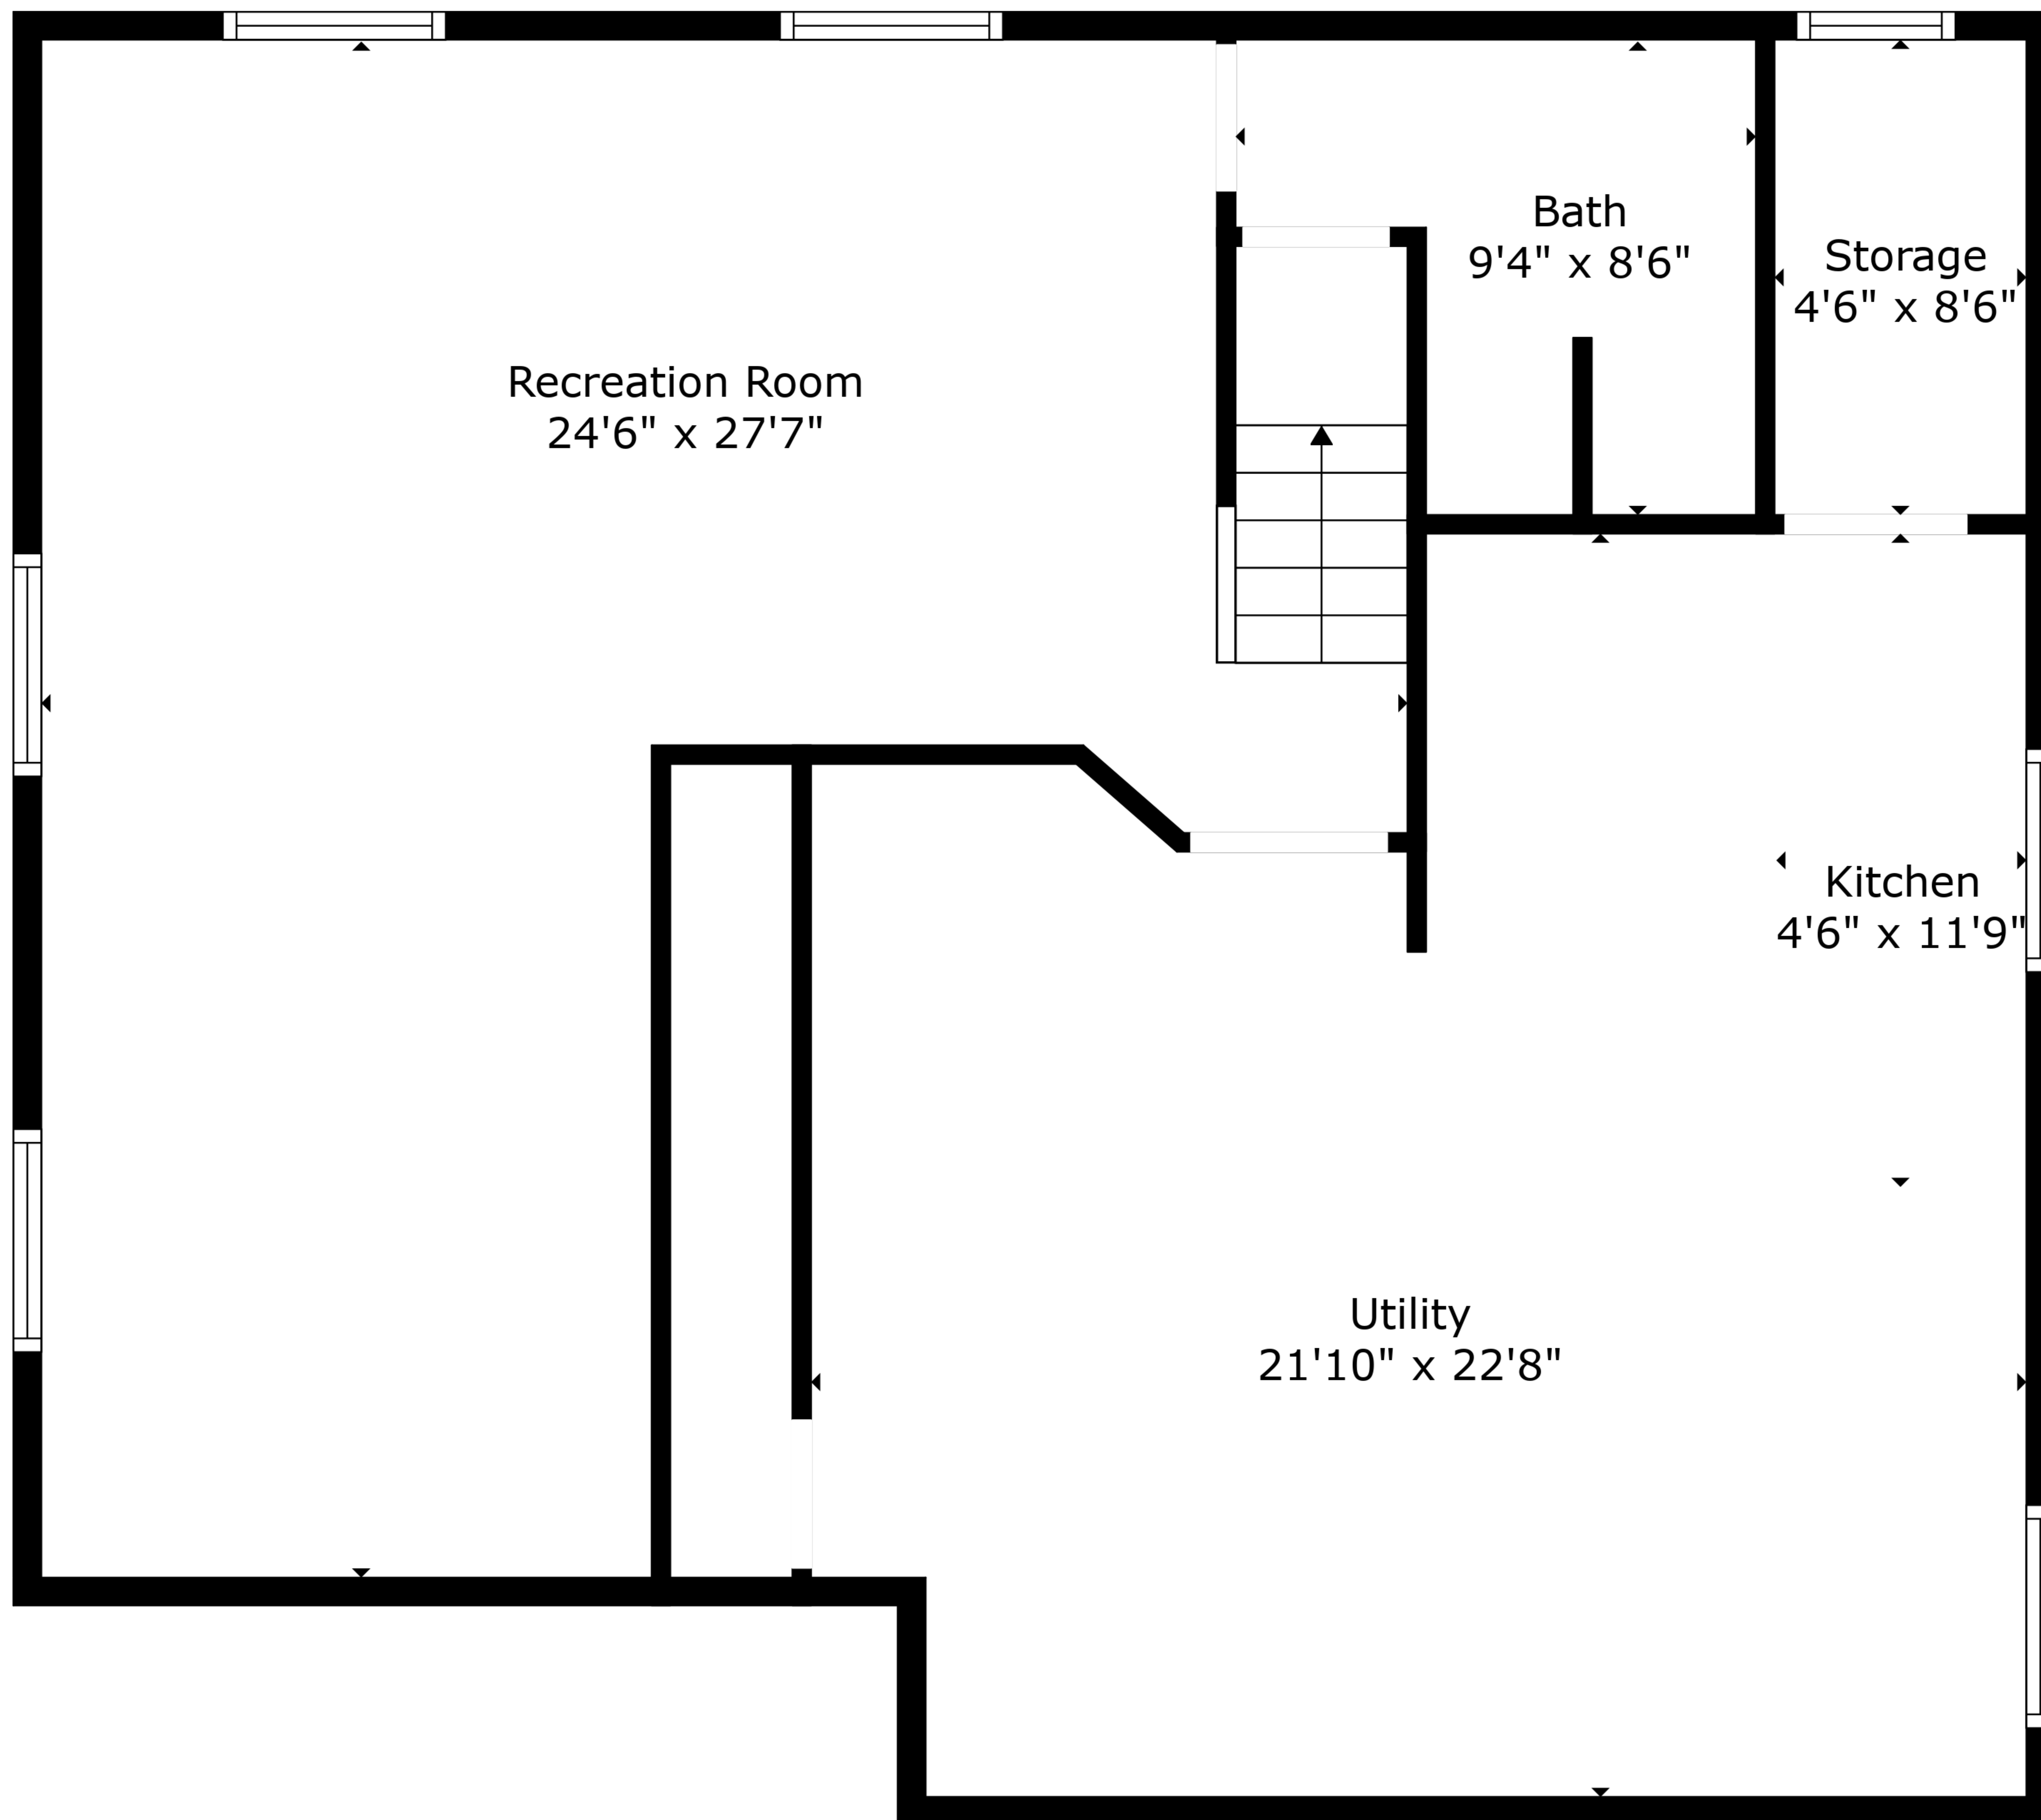 Bath
9'4" x 8'6"
Storage
4'6" x 8'6"
Recreation Room
24'6" x 27'7"
Kitchen
4'6" x 11'9"
Utility
21'10" x 22'8"